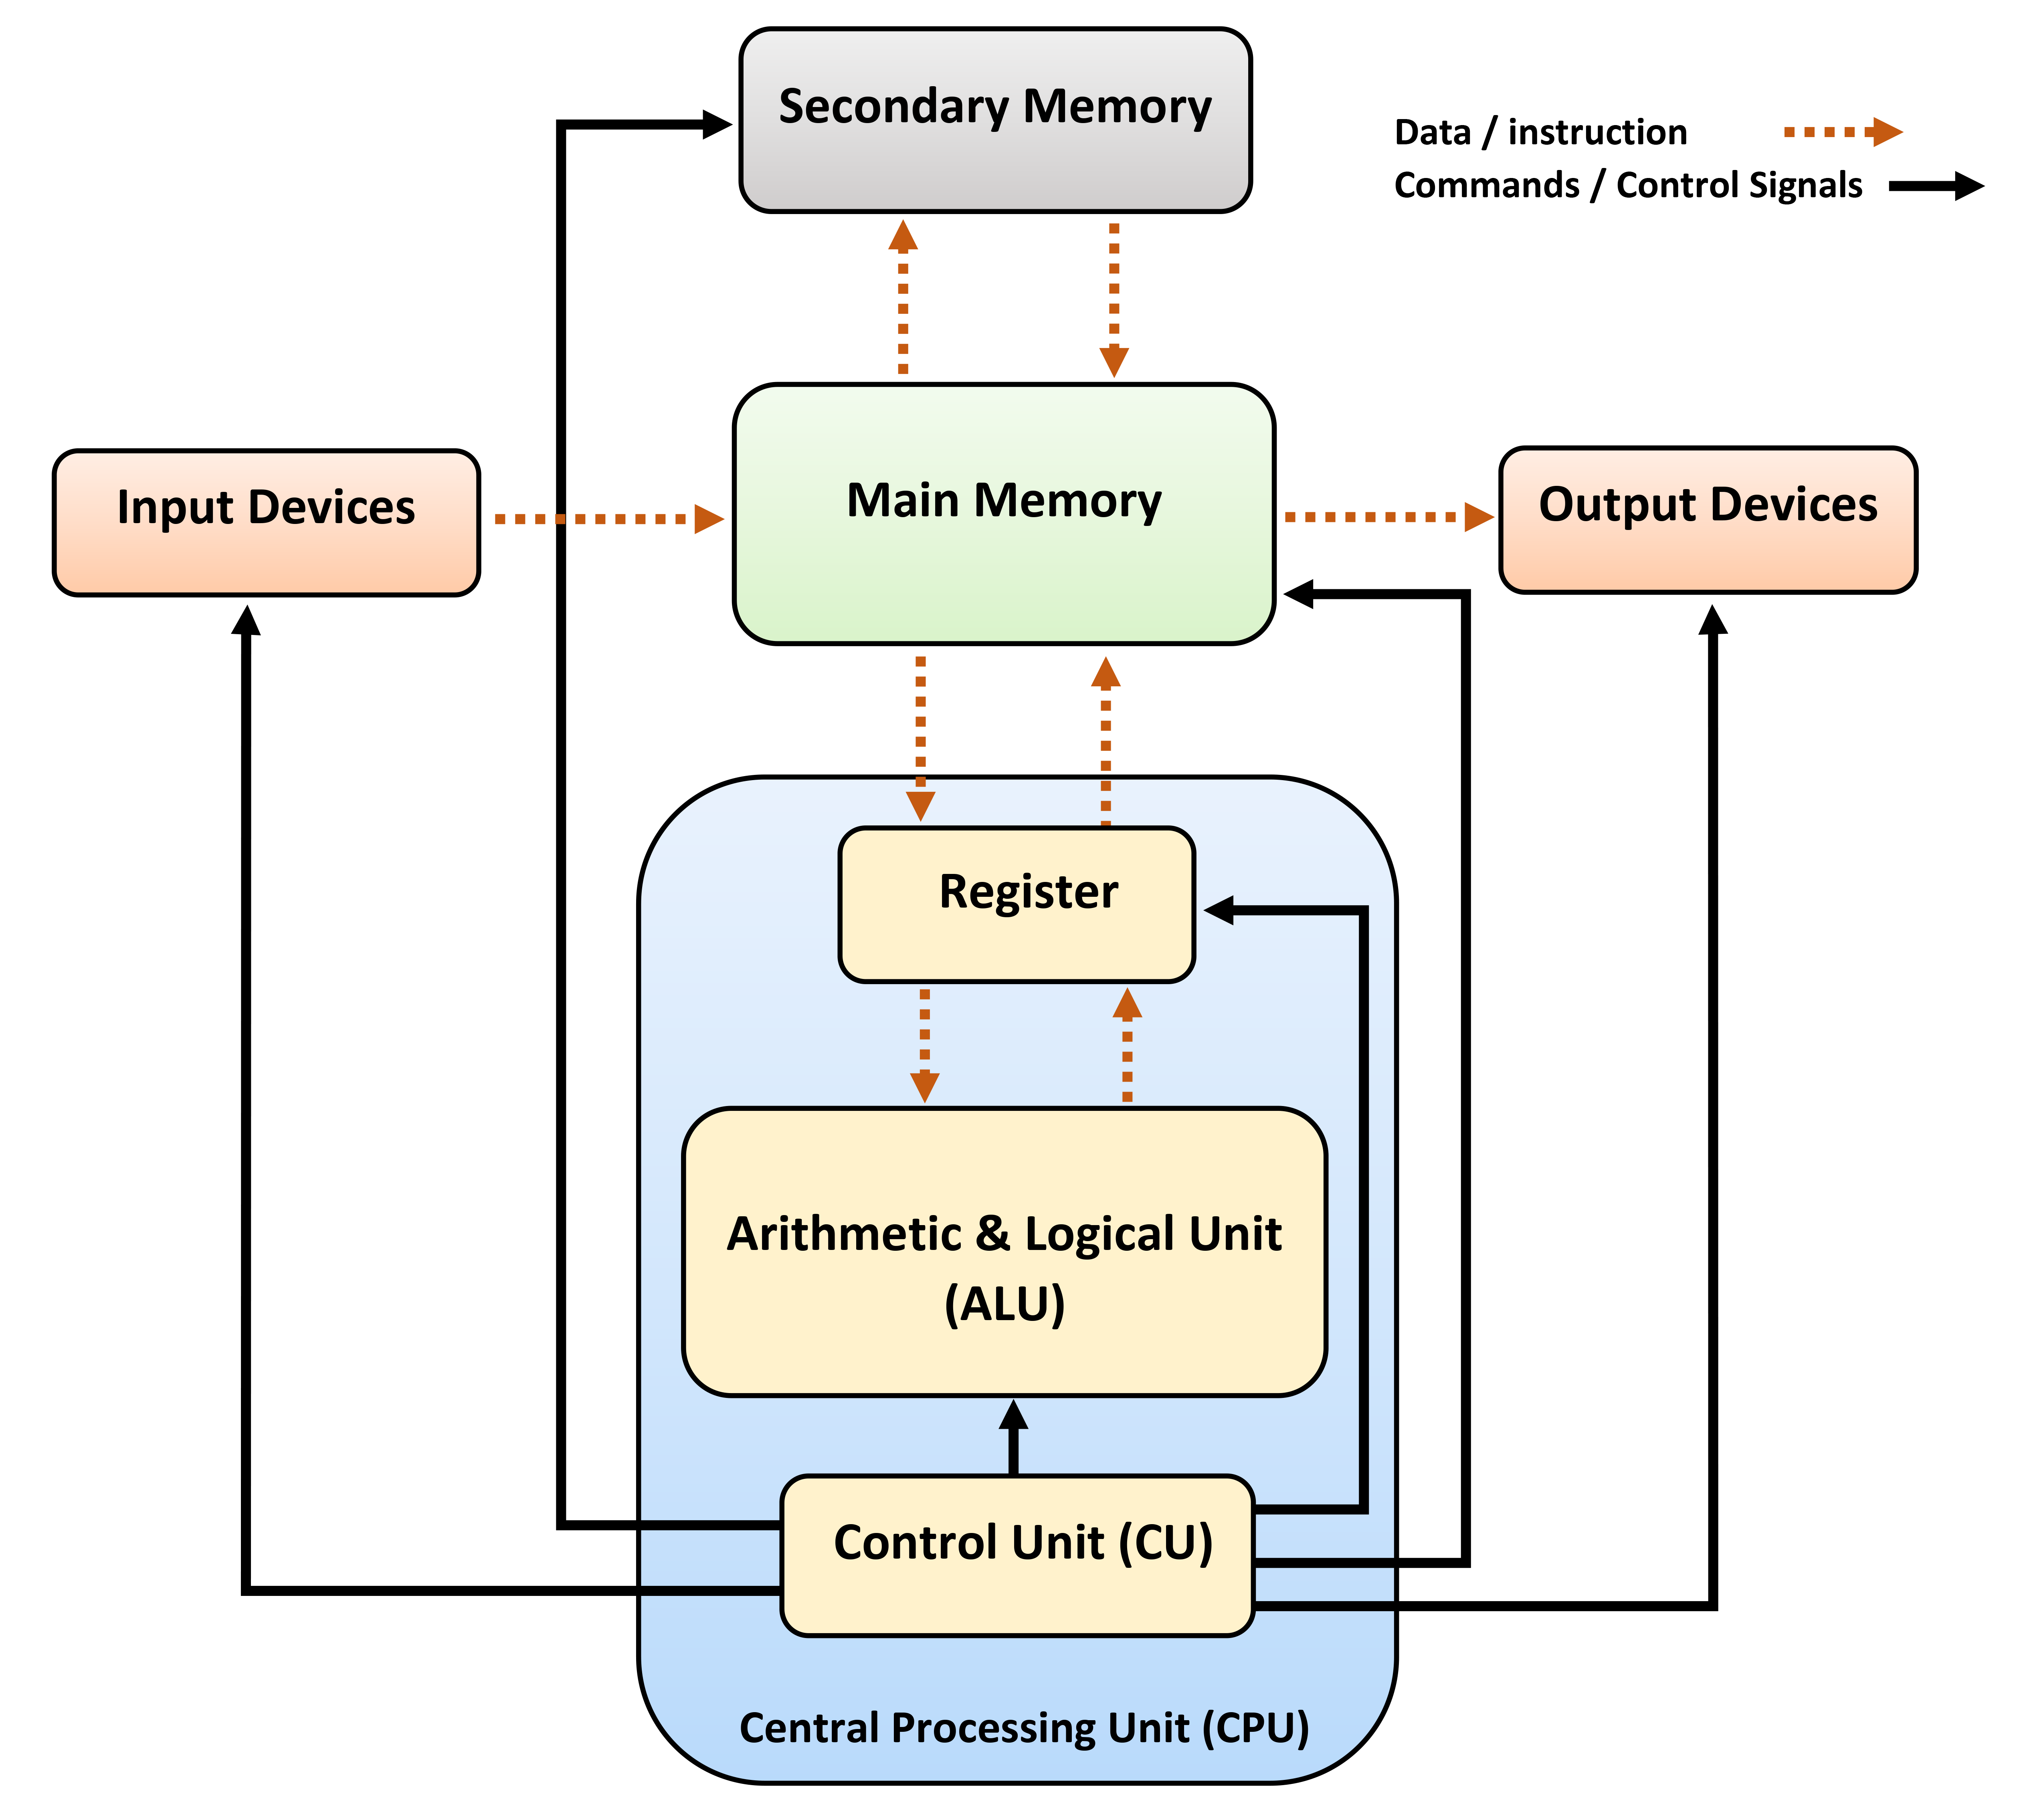 Secondary Memory
Data / instruction
Commands / Control Signals
Input Devices
Main Memory
Output Devices
Register
Arithmetic & Logical Unit
(ALU)
Control Unit (CU)
Central Processing Unit (CPU)